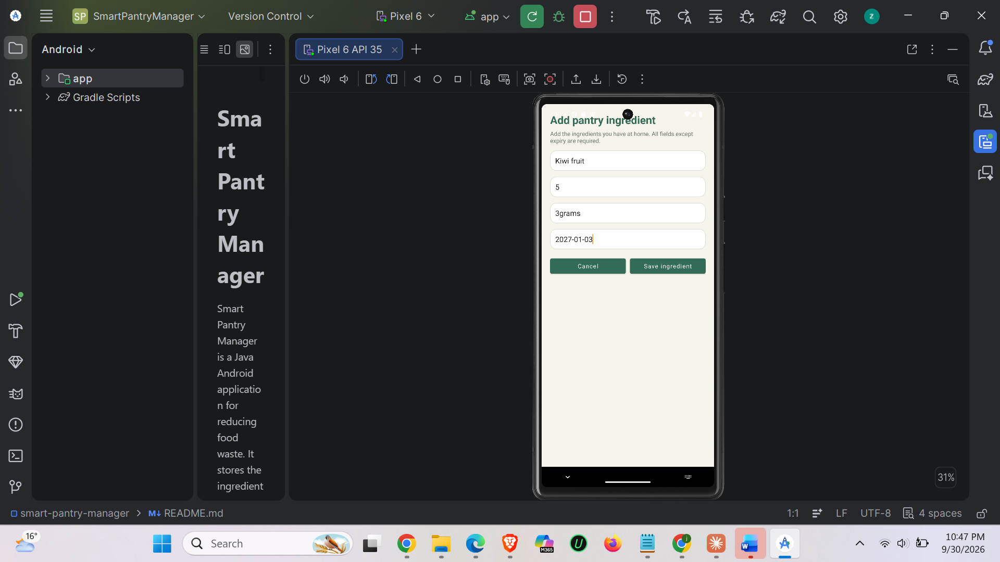 SP SmartPantryManager
Version Control
Pixel 6
app
Z
Android
app
Gradle Scripts
Pixel 6 API 35
Sma
rt
Pant
ry
Man
ager
Smart
Pantry
Manager
is a Java
Android
applicatio
n for
reducing
food
waste. It
stores the
ingredient
Add pantry ingredient
Add the ingredients you have at home. All fields except
expiry are required.
Kiwi fruit
5
3grams
2027-01-03
Cancel
Save ingredient
31%
smart-pantry-manager > M↓ README.md
1:1
LF
UTF-8
4 spaces
16°
Search
M365
U
W
10:47 PM
9/30/2026